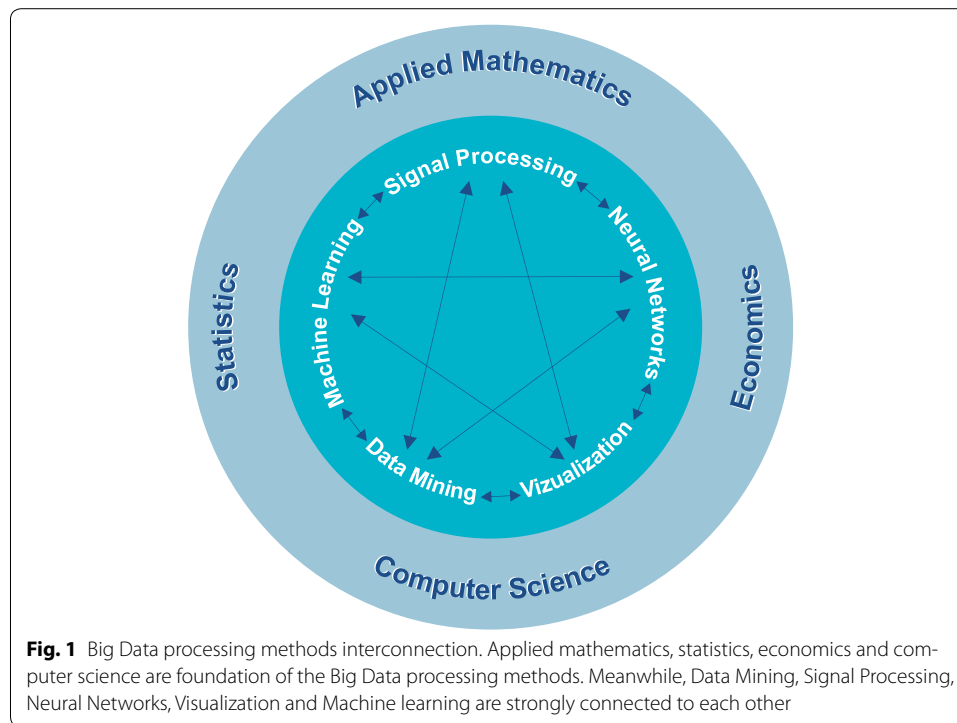 Applied Mathematics
Signal Processing
Neural Networks
Machine Learning
Statistics
Economics
Data Mining
Vizualization
Computer Science
Fig. 1 Big Data processing methods interconnection. Applied mathematics, statistics, economics and com-
puter science are foundation of the Big Data processing methods. Meanwhile, Data Mining, Signal Processing,
Neural Networks, Visualization and Machine learning are strongly connected to each other